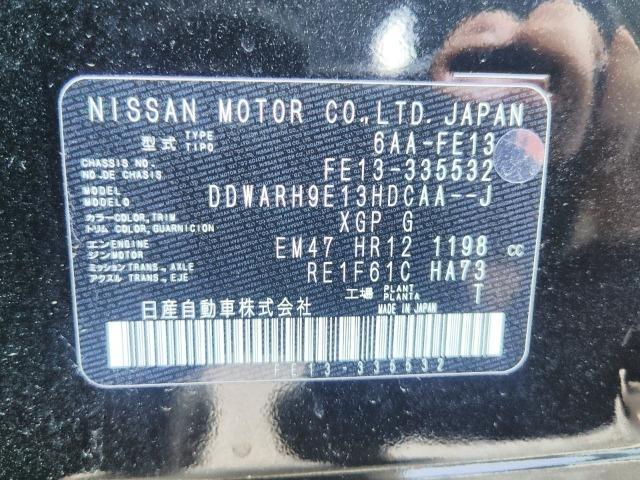 NISSAN MOTOR CO.,LTD. JAPAN
型式 TYPE TIPO 6AA-FE13
CHASSIS NO. NO.DE CHASIS FE13-335532
MODEL MODELO DDWARH9E13HDCAA--J
カラー COLOR,TRIM トリム COLOR,GUARNICION XGP G
エンジン ENGINE MOTOR EM47 HR12 1198 cc
ミッション TRANS., AXLE アクスル TRANS., EJE RE1F61C HA73
工場 PLANT PLANTA T
日産自動車株式会社 MADE IN JAPAN
FE13-335532